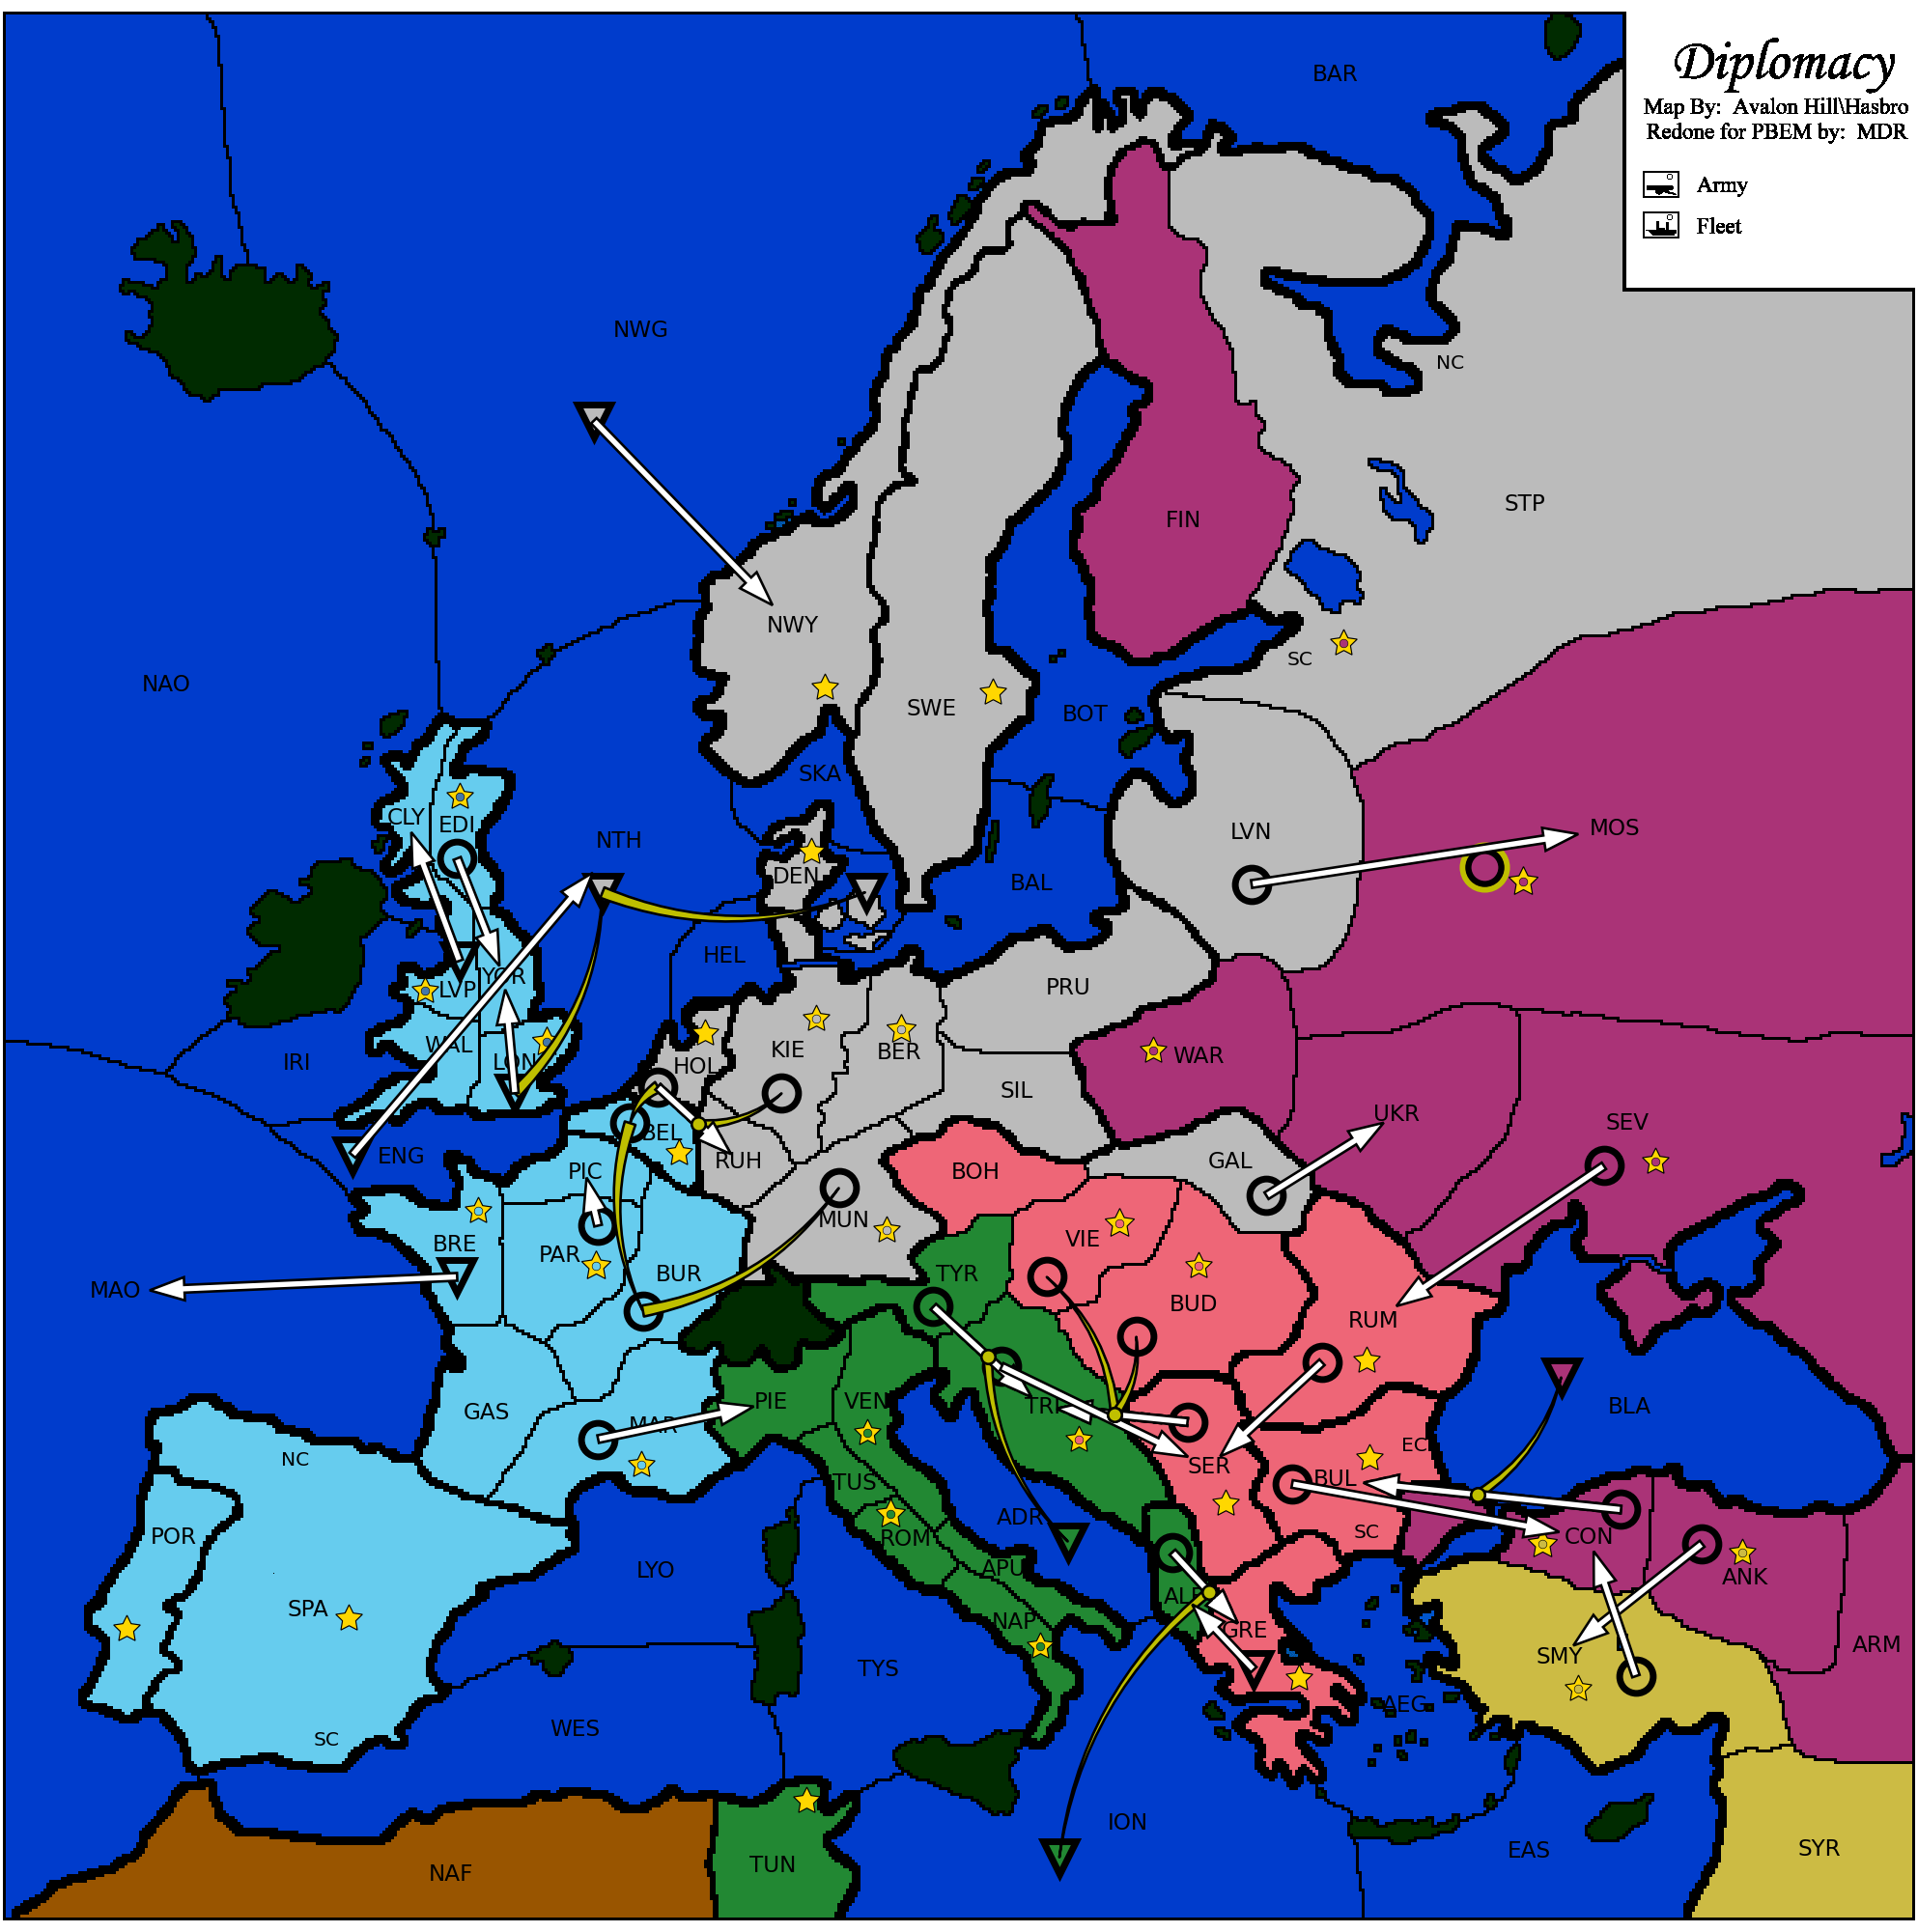 Diplomacy
Map By: Avalon Hill\Hasbro
Redone for PBEM by: MDR
Army
Fleet
BAR
NWG
NC
STP
FIN
NWY
SC
NAO
SWE
BOT
SKA
CLY
EDI
NTH
LVN
MOS
DEN
BAL
HEL
YOR
LVP
PRU
WAL
KIE
BER
WAR
IRI
LON
HOL
SIL
UKR
SEV
ENG
BEL
PIC
RUH
BOH
GAL
MUN
BRE
PAR
VIE
BUR
TYR
MAO
BUD
RUM
PIE
VEN
MAR
TRI
BLA
GAS
EC
NC
SER
BUL
TUS
ADR
SC
POR
ROM
CON
LYO
APU
ANK
SPA
ALB
NAP
GRE
ARM
SMY
TYS
AEG
WES
SC
ION
EAS
SYR
TUN
NAF